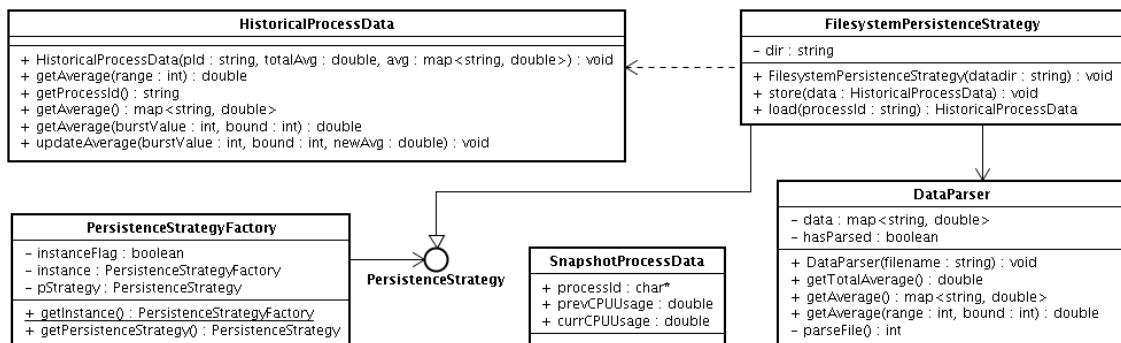 HistoricalProcessData
+ HistoricalProcessData(pId : string, totalAvg : double, avg : map<string, double>) : void
+ getAverage(range : int) : double
+ getProcessId() : string
+ getAverage() : map<string, double>
+ getAverage(burstValue : int, bound : int) : double
+ updateAverage(burstValue : int, bound : int, newAvg : double) : void
FilesystemPersistenceStrategy
– dir : string
+ FilesystemPersistenceStrategy(datadir : string) : void
+ store(data : HistoricalProcessData) : void
+ load(processId : string) : HistoricalProcessData
PersistenceStrategyFactory
– instanceFlag : boolean
– instance : PersistenceStrategyFactory
– pStrategy : PersistenceStrategy
+ getInstance() : PersistenceStrategyFactory
+ getPersistenceStrategy() : PersistenceStrategy
PersistenceStrategy
SnapshotProcessData
+ processId : char*
+ prevCPUUsage : double
+ currCPUUsage : double
DataParser
– data : map<string, double>
– hasParsed : boolean
+ DataParser(filename : string) : void
+ getTotalAverage() : double
+ getAverage() : map<string, double>
+ getAverage(range : int, bound : int) : double
– parseFile() : int